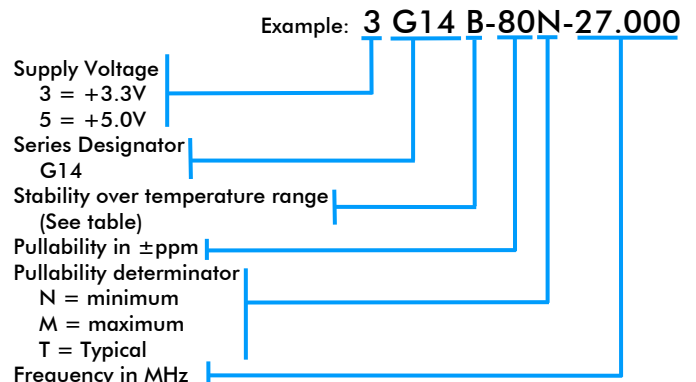 Example: 3 G14 B-80N-27.000
Supply Voltage
3 = +3.3V
5 = +5.0V
Series Designator
G14
Stability over temperature range
(See table)
Pullability in ±ppm
Pullability determinator
N = minimum
M = maximum
T = Typical
Frequency in MHz